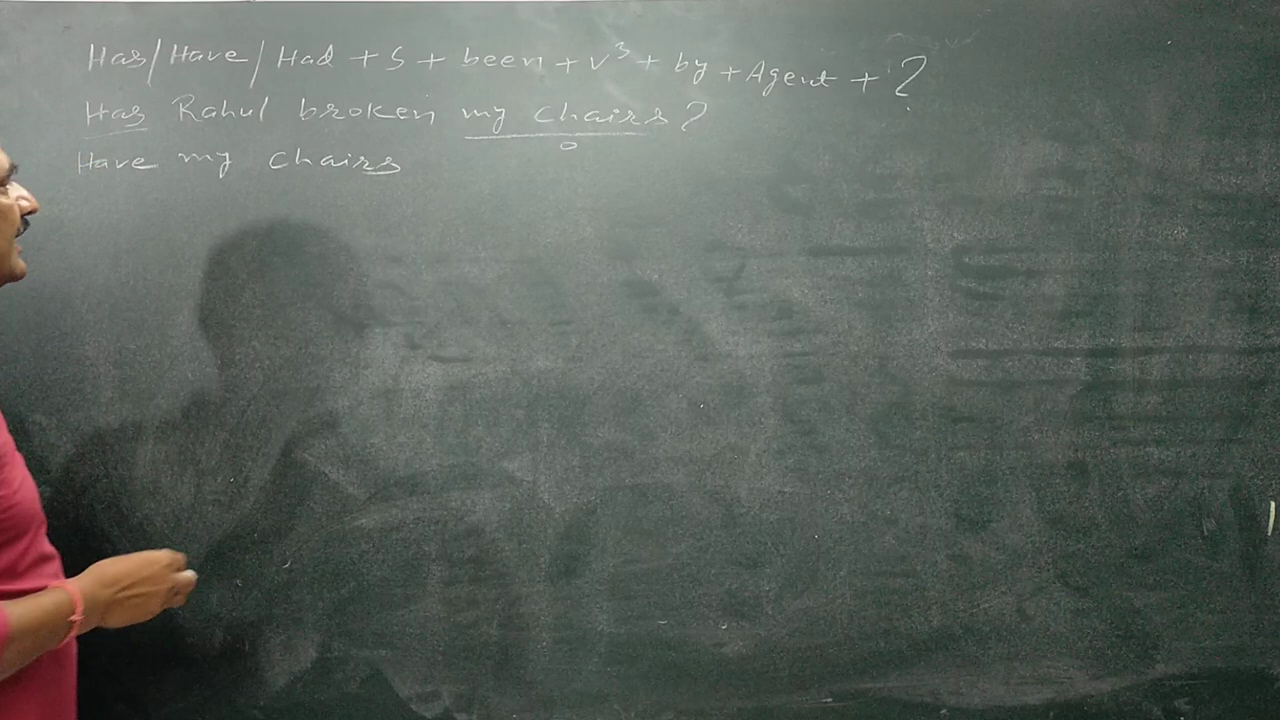 Has/Have/Had + S + been + V³ + by + Agent + ?
Has Rahul broken my chairs?
O
Have my chairs